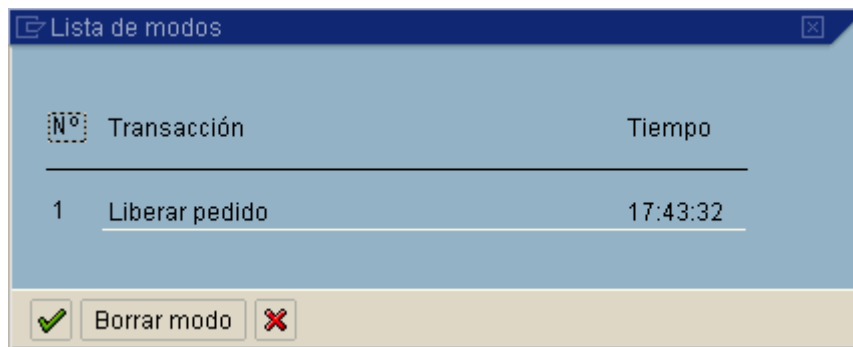 Lista de modos
Nº Transacción Tiempo
1 Liberar pedido 17:43:32
Borrar modo